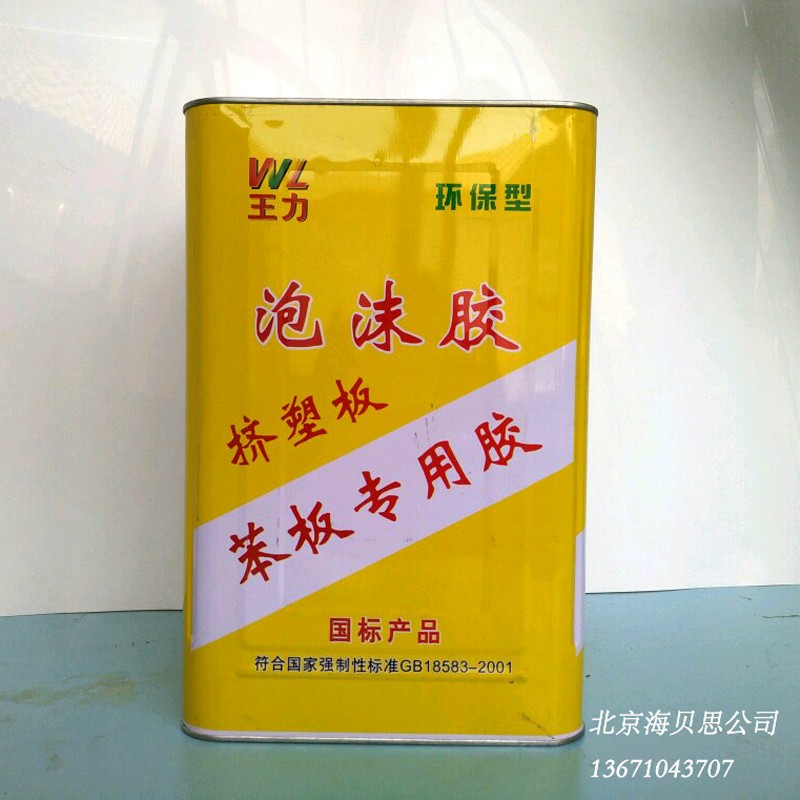 WL
王力
环保型
泡沫胶
挤塑板
苯板专用胶
国标产品
符合国家强制性标准GB18583-2001
北京海贝思公司
13671043707